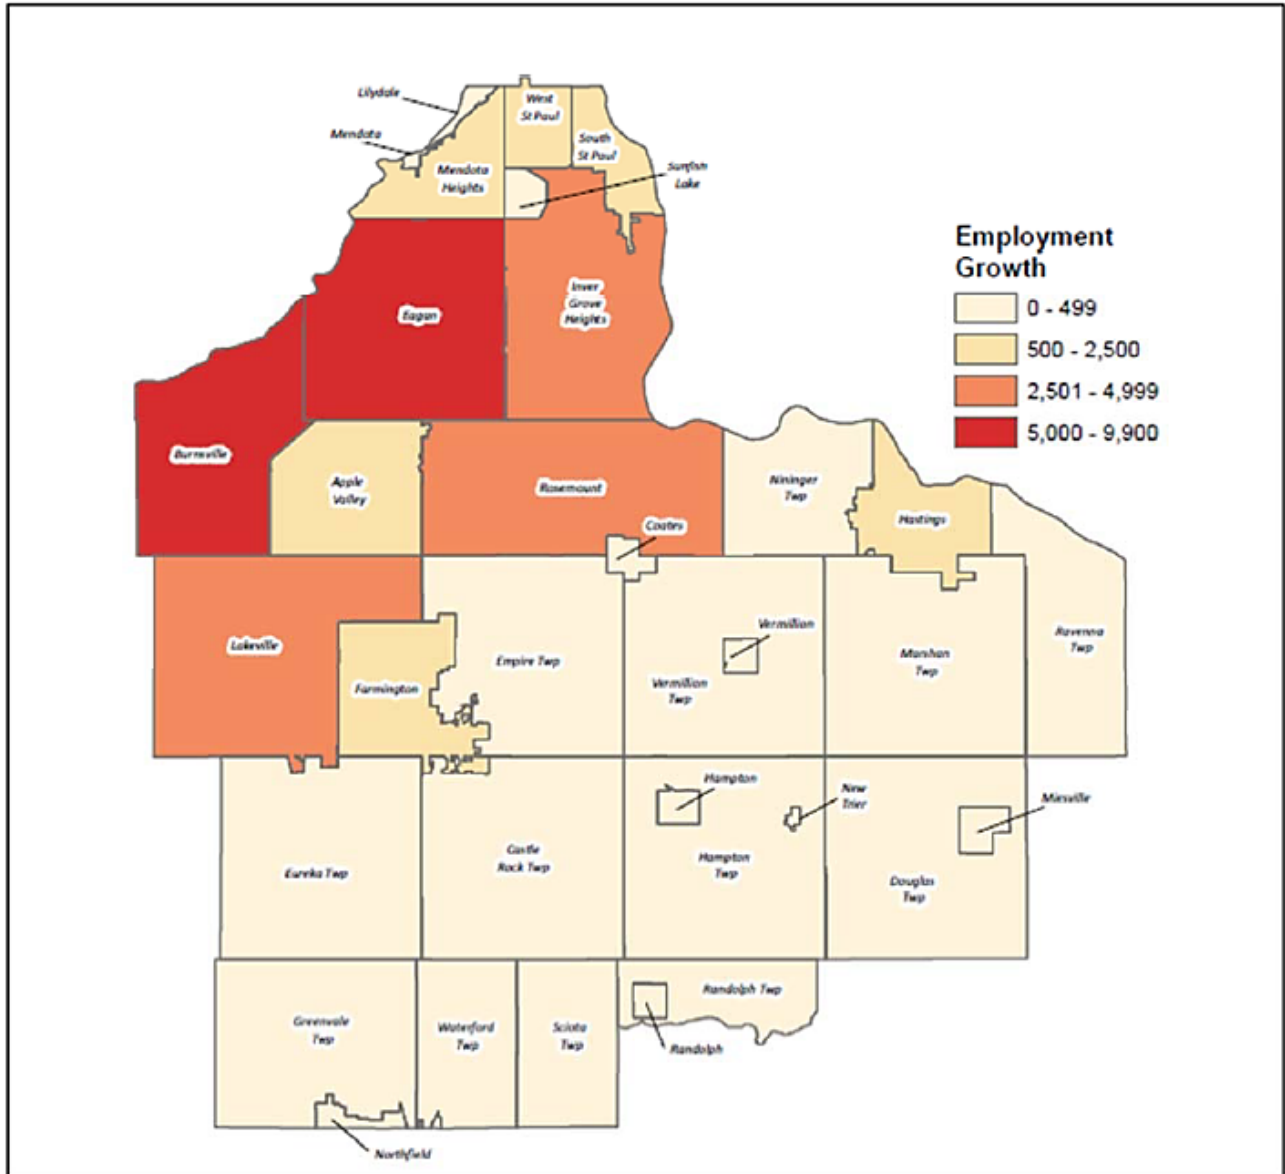 Lilydale
West
St Paul
Mendota
South
St Paul
Mendota
Heights
Sunfish
Lake
Employment
Growth
0 - 499
500 - 2,500
2,501 - 4,999
5,000 - 9,900
Eagan
Inver
Grove
Heights
Burnsville
Apple
Valley
Rosemount
Nininger
Twp
Coates
Hastings
Lakeville
Farmington
Empire Twp
Vermillion
Vermillion
Twp
Marshan
Twp
Ravenna
Twp
Hampton
New
Trier
Miesville
Eureka Twp
Castle
Rock Twp
Hampton
Twp
Douglas
Twp
Greenvale
Twp
Waterford
Twp
Sciota
Twp
Randolph Twp
Randolph
Northfield